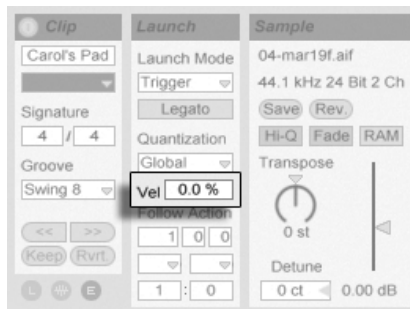 Clip
Carol's Pad
Signature
4 / 4
Groove
Swing 8
<< >>
Keep Rvrt.
L E
Launch
Launch Mode
Trigger
Legato
Quantization
Global
Vel 0.0 %
Follow Action
1 0 0
1 : 0
Sample
04-mar19f.aif
44.1 kHz 24 Bit 2 Ch
Save Rev.
Hi-Q Fade RAM
Transpose
0 st
Detune
0 ct 0.00 dB